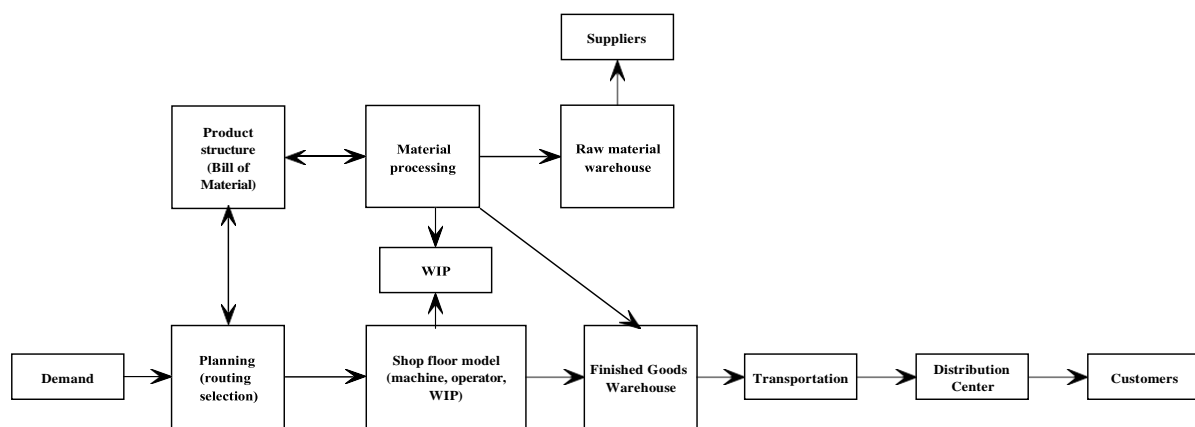 Suppliers
Product
structure
(Bill of
Material)
Material
processing
Raw material
warehouse
WIP
Demand
Planning
(routing
selection)
Shop floor model
(machine, operator,
WIP)
Finished Goods
Warehouse
Transportation
Distribution
Center
Customers